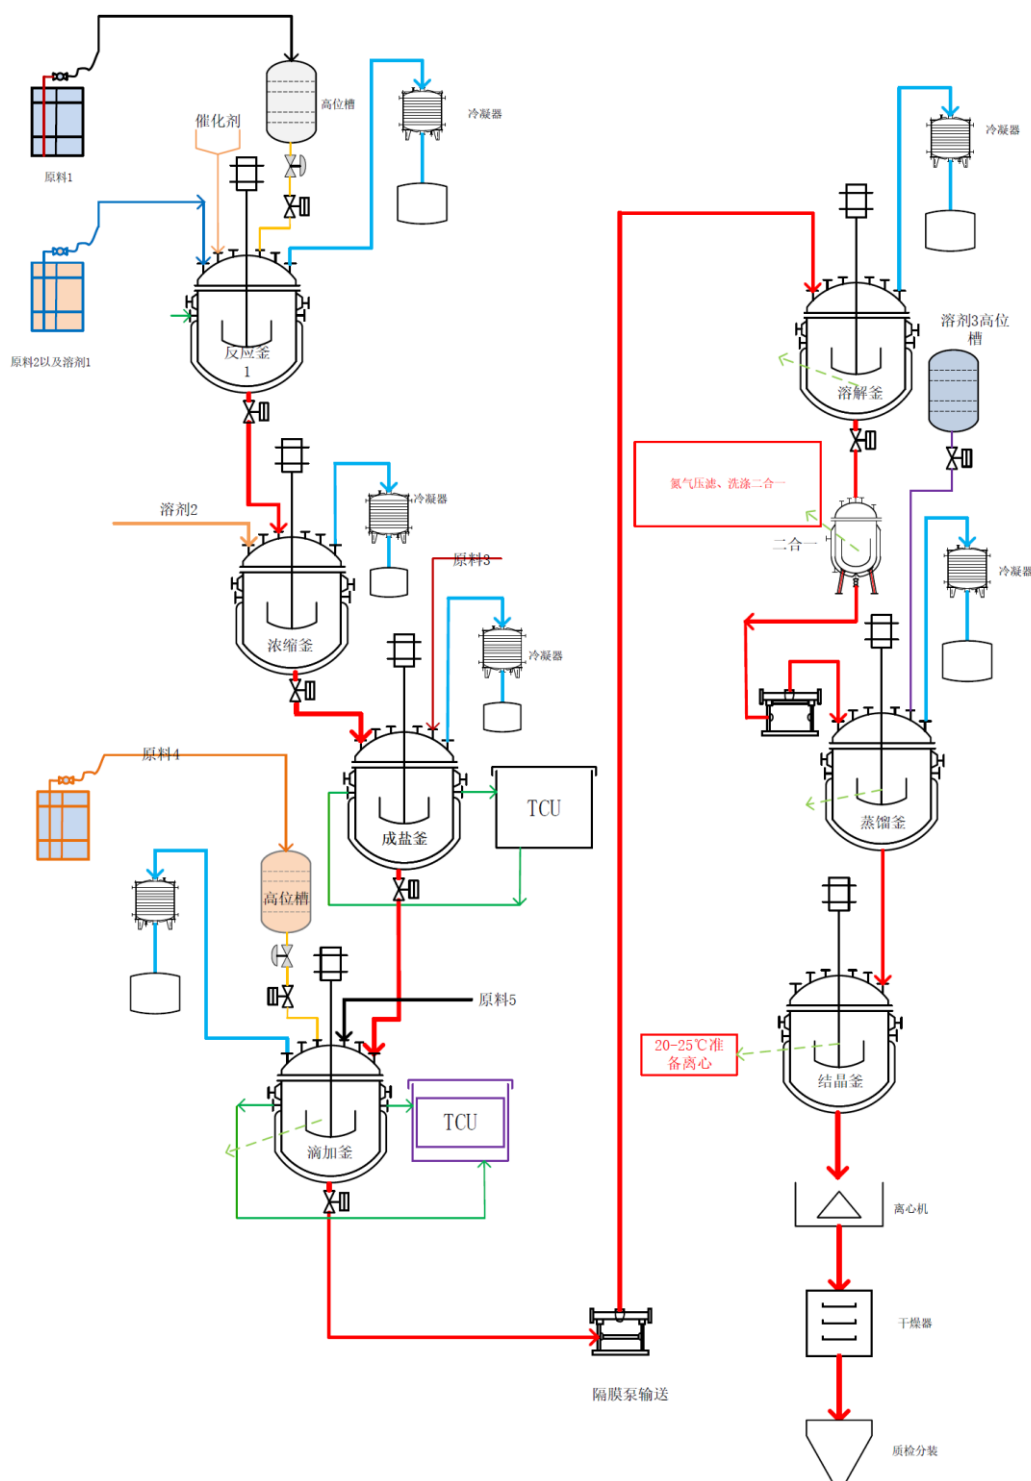 高位槽
冷凝器
催化剂
原料1
原料2以及溶剂1
反应釜
1
溶剂2
冷凝器
原料3
浓缩釜
冷凝器
原料4
TCU
成盐釜
高位槽
原料5
TCU
滴加釜
隔膜泵输送
冷凝器
溶剂3高位
槽
溶解釜
氮气压滤、洗涤二合一
二合一
冷凝器
蒸馏釜
20-25℃准
备离心
结晶釜
离心机
干燥器
质检分装